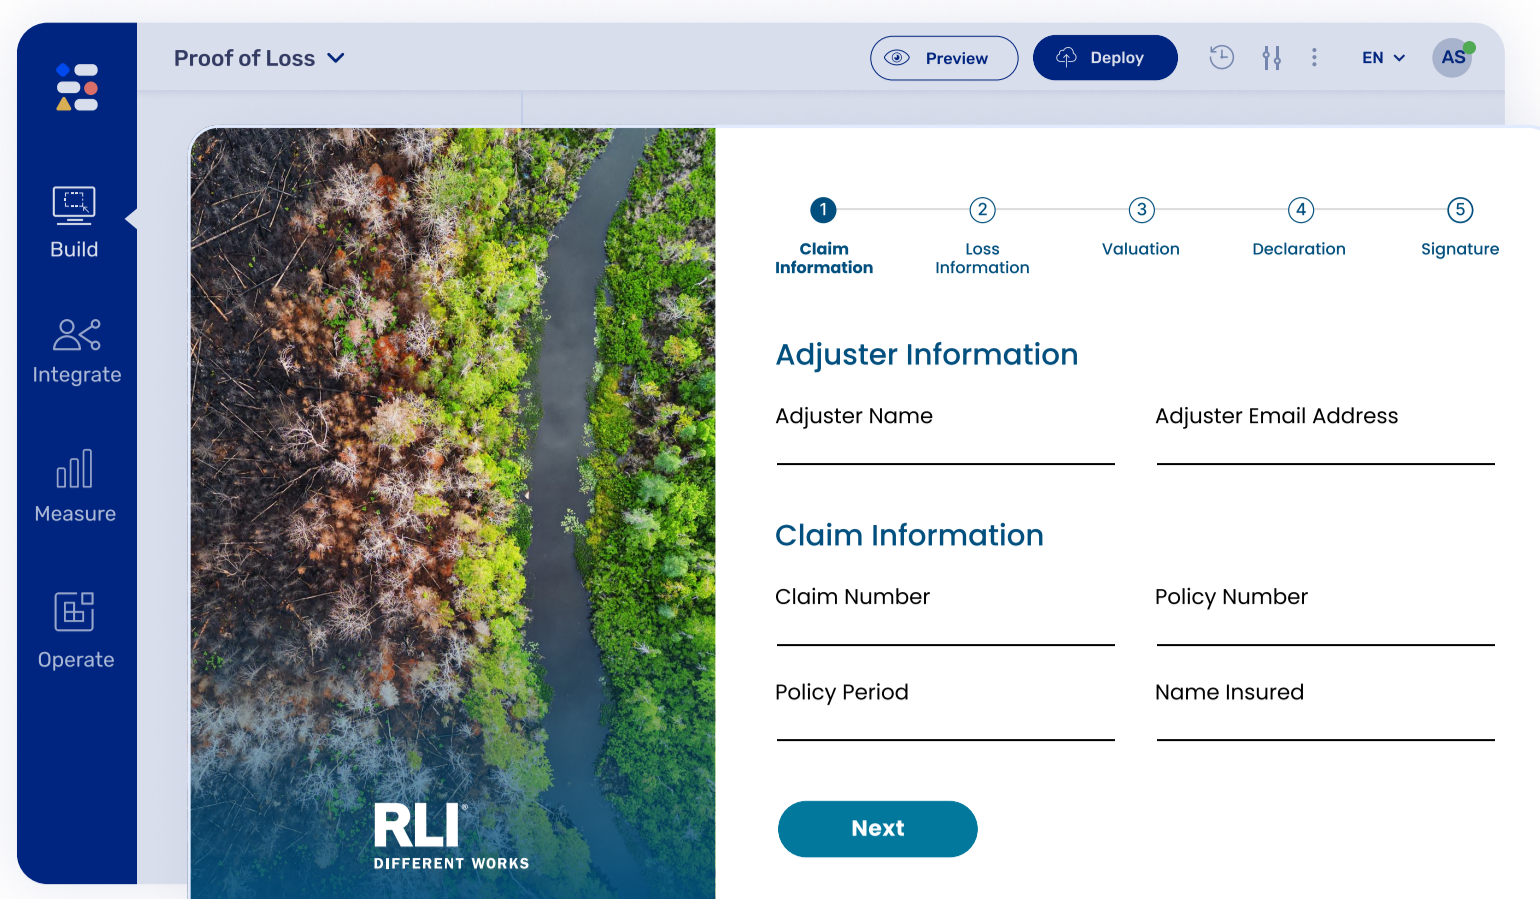 Proof of Loss
Preview
Deploy
EN
AS
Build
Integrate
Measure
Operate
1
2
3
4
5
Claim
Information
Loss
Information
Valuation
Declaration
Signature
Adjuster Information
Adjuster Name
Adjuster Email Address
Claim Information
Claim Number
Policy Number
Policy Period
Name Insured
Next
RLI®
DIFFERENT WORKS